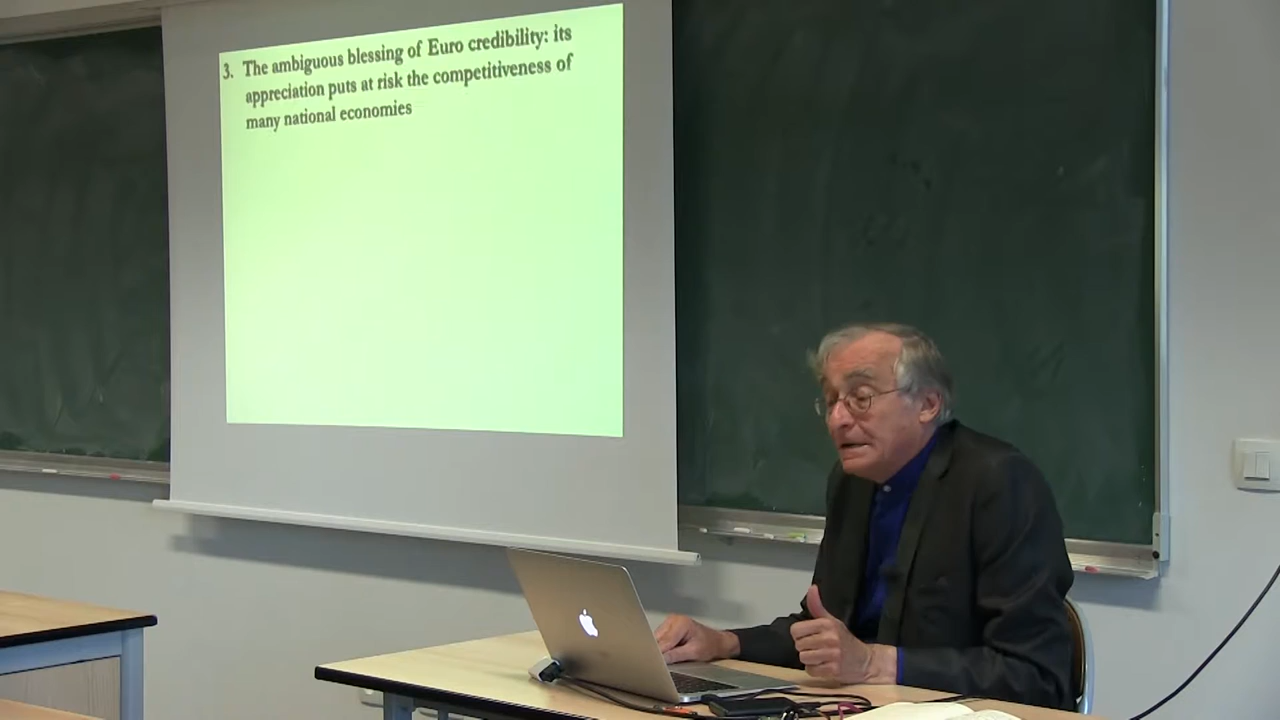 3. The ambiguous blessing of Euro credibility: its
appreciation puts at risk the competitiveness of
many national economies